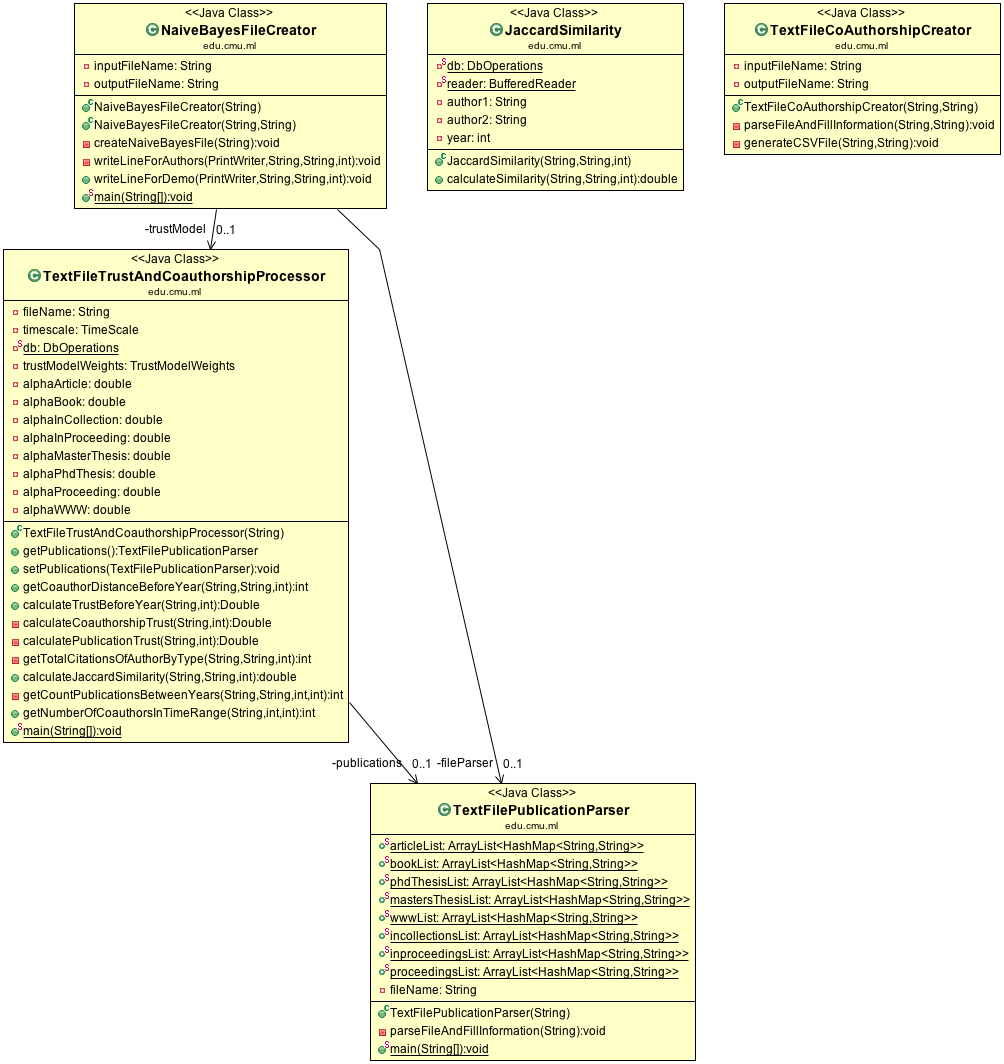 <<Java Class>>
NaiveBayesFileCreator
edu.cmu.ml
inputFileName: String
outputFileName: String
NaiveBayesFileCreator(String)
NaiveBayesFileCreator(String,String)
createNaiveBayesFile(String):void
writeLineForAuthors(PrintWriter,String,String,int):void
writeLineForDemo(PrintWriter,String,String,int):void
main(String[]):void
<<Java Class>>
JaccardSimilarity
edu.cmu.ml
db: DbOperations
reader: BufferedReader
author1: String
author2: String
year: int
JaccardSimilarity(String,String,int)
calculateSimilarity(String,String,int):double
<<Java Class>>
TextFileCoAuthorshipCreator
edu.cmu.ml
inputFileName: String
outputFileName: String
TextFileCoAuthorshipCreator(String,String)
parseFileAndFillInformation(String,String):void
generateCSVFile(String,String):void
-trustModel 0..1
<<Java Class>>
TextFileTrustAndCoauthorshipProcessor
edu.cmu.ml
fileName: String
timescale: TimeScale
db: DbOperations
trustModelWeights: TrustModelWeights
alphaArticle: double
alphaBook: double
alphaInCollection: double
alphaInProceeding: double
alphaMasterThesis: double
alphaPhdThesis: double
alphaProceeding: double
alphaWWW: double
TextFileTrustAndCoauthorshipProcessor(String)
getPublications():TextFilePublicationParser
setPublications(TextFilePublicationParser):void
getCoauthorDistanceBeforeYear(String,String,int):int
calculateTrustBeforeYear(String,int):Double
calculateCoauthorshipTrust(String,int):Double
calculatePublicationTrust(String,int):Double
getTotalCitationsOfAuthorByType(String,String,int):int
calculateJaccardSimilarity(String,String,int):double
getCountPublicationsBetweenYears(String,String,int,int):int
getNumberOfCoauthorsInTimeRange(String,int,int):int
main(String[]):void
-publications 0..1 -fileParser 0..1
<<Java Class>>
TextFilePublicationParser
edu.cmu.ml
articleList: ArrayList<HashMap<String,String>>
bookList: ArrayList<HashMap<String,String>>
phdThesisList: ArrayList<HashMap<String,String>>
mastersThesisList: ArrayList<HashMap<String,String>>
wwwList: ArrayList<HashMap<String,String>>
incollectionsList: ArrayList<HashMap<String,String>>
inproceedingsList: ArrayList<HashMap<String,String>>
proceedingsList: ArrayList<HashMap<String,String>>
fileName: String
TextFilePublicationParser(String)
parseFileAndFillInformation(String):void
main(String[]):void